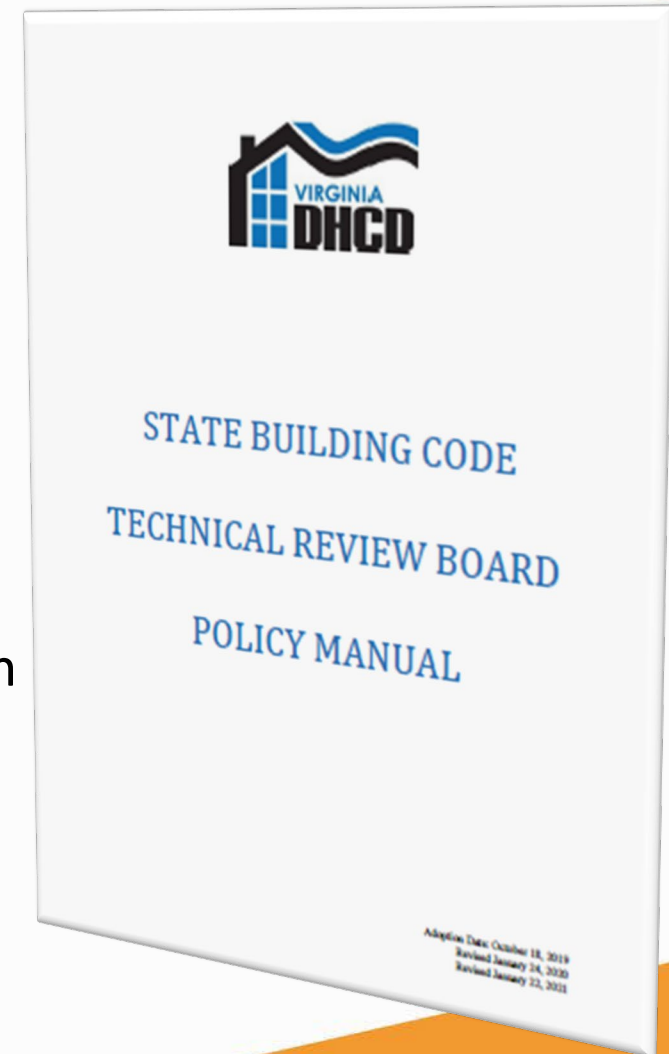 VIRGINIA
DHCD
STATE BUILDING CODE
TECHNICAL REVIEW BOARD
POLICY MANUAL
n
Adoption Date: October 18, 2019
Revised January 24, 2020
Revised January 22, 2021